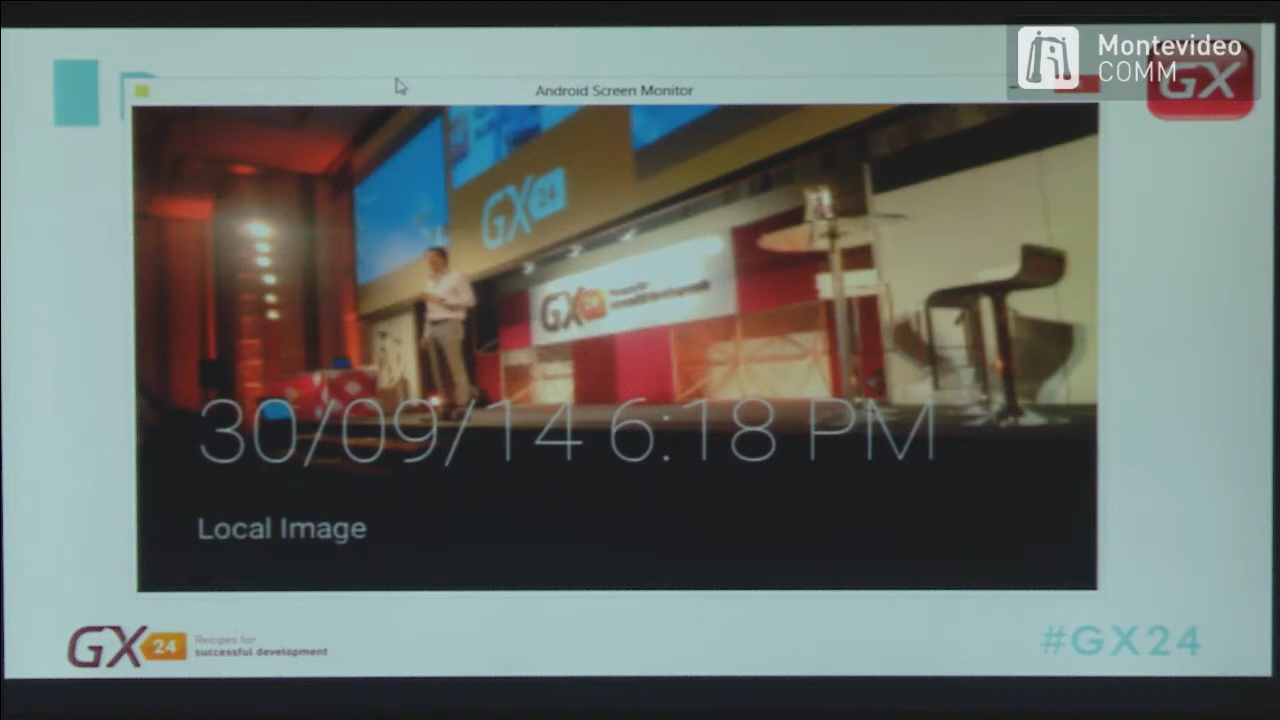 Montevideo
COMM
GX
Android Screen Monitor
GX 24
GX 24
30/09/14 6:18 PM
Local Image
GX 24
Recipes for
successful development
#GX24